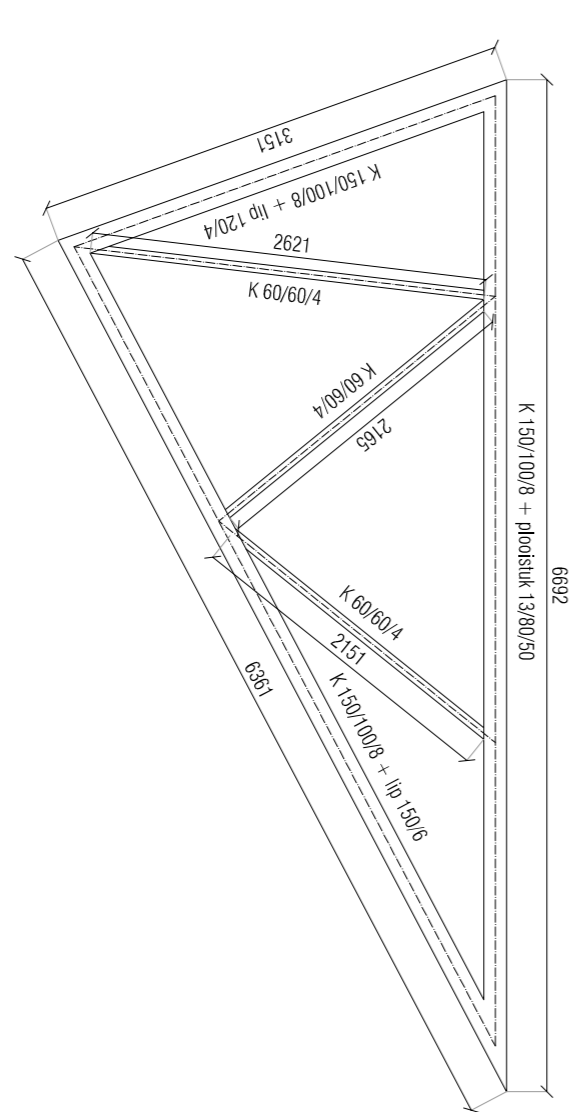 3151
K 150/100/8 + lip 120/4
2621
K 60/60/4
K 60/60/4
2165
K 150/100/8 + plooistuk 13/80/50
6692
K 60/60/4
2151
K 150/100/8 + lip 150/6
6361